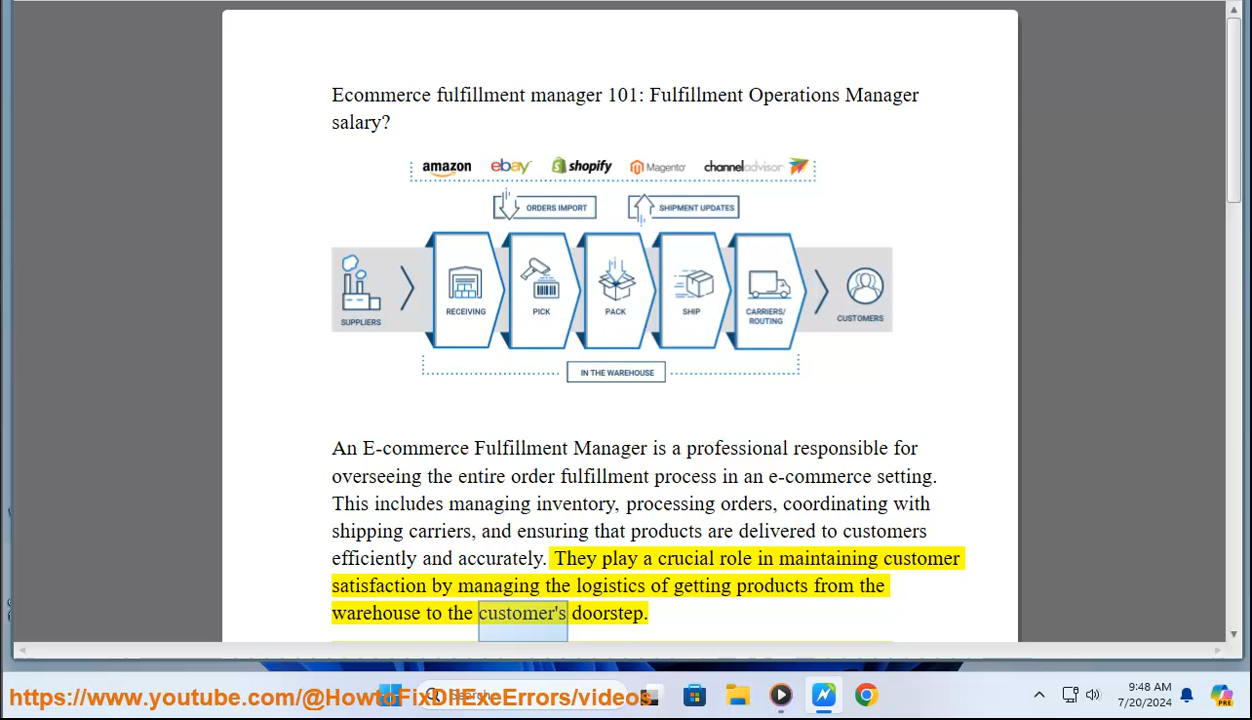 Ecommerce fulfillment manager 101: Fulfillment Operations Manager
salary?
amazon ebay shopify Magento channeladvisor
ORDERS IMPORT SHIPMENT UPDATES
SUPPLIERS RECEIVING PICK PACK SHIP CARRIERS/ CUSTOMERS
ROUTING
IN THE WAREHOUSE
An E-commerce Fulfillment Manager is a professional responsible for
overseeing the entire order fulfillment process in an e-commerce setting.
This includes managing inventory, processing orders, coordinating with
shipping carriers, and ensuring that products are delivered to customers
efficiently and accurately. They play a crucial role in maintaining customer
satisfaction by managing the logistics of getting products from the
warehouse to the customer's doorstep.
https://www.youtube.com/@HowtoFixDllExeErrors/videos
9:48 AM
7/20/2024
PRE